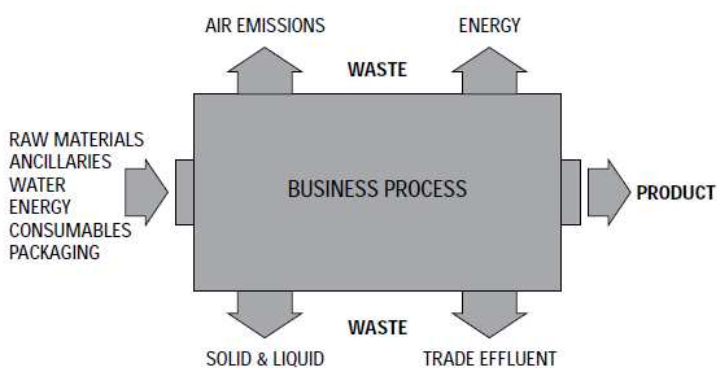 AIR EMISSIONS
ENERGY
WASTE
RAW MATERIALS
ANCILLARIES
WATER
ENERGY
CONSUMABLES
PACKAGING
BUSINESS PROCESS
PRODUCT
WASTE
SOLID & LIQUID
TRADE EFFLUENT